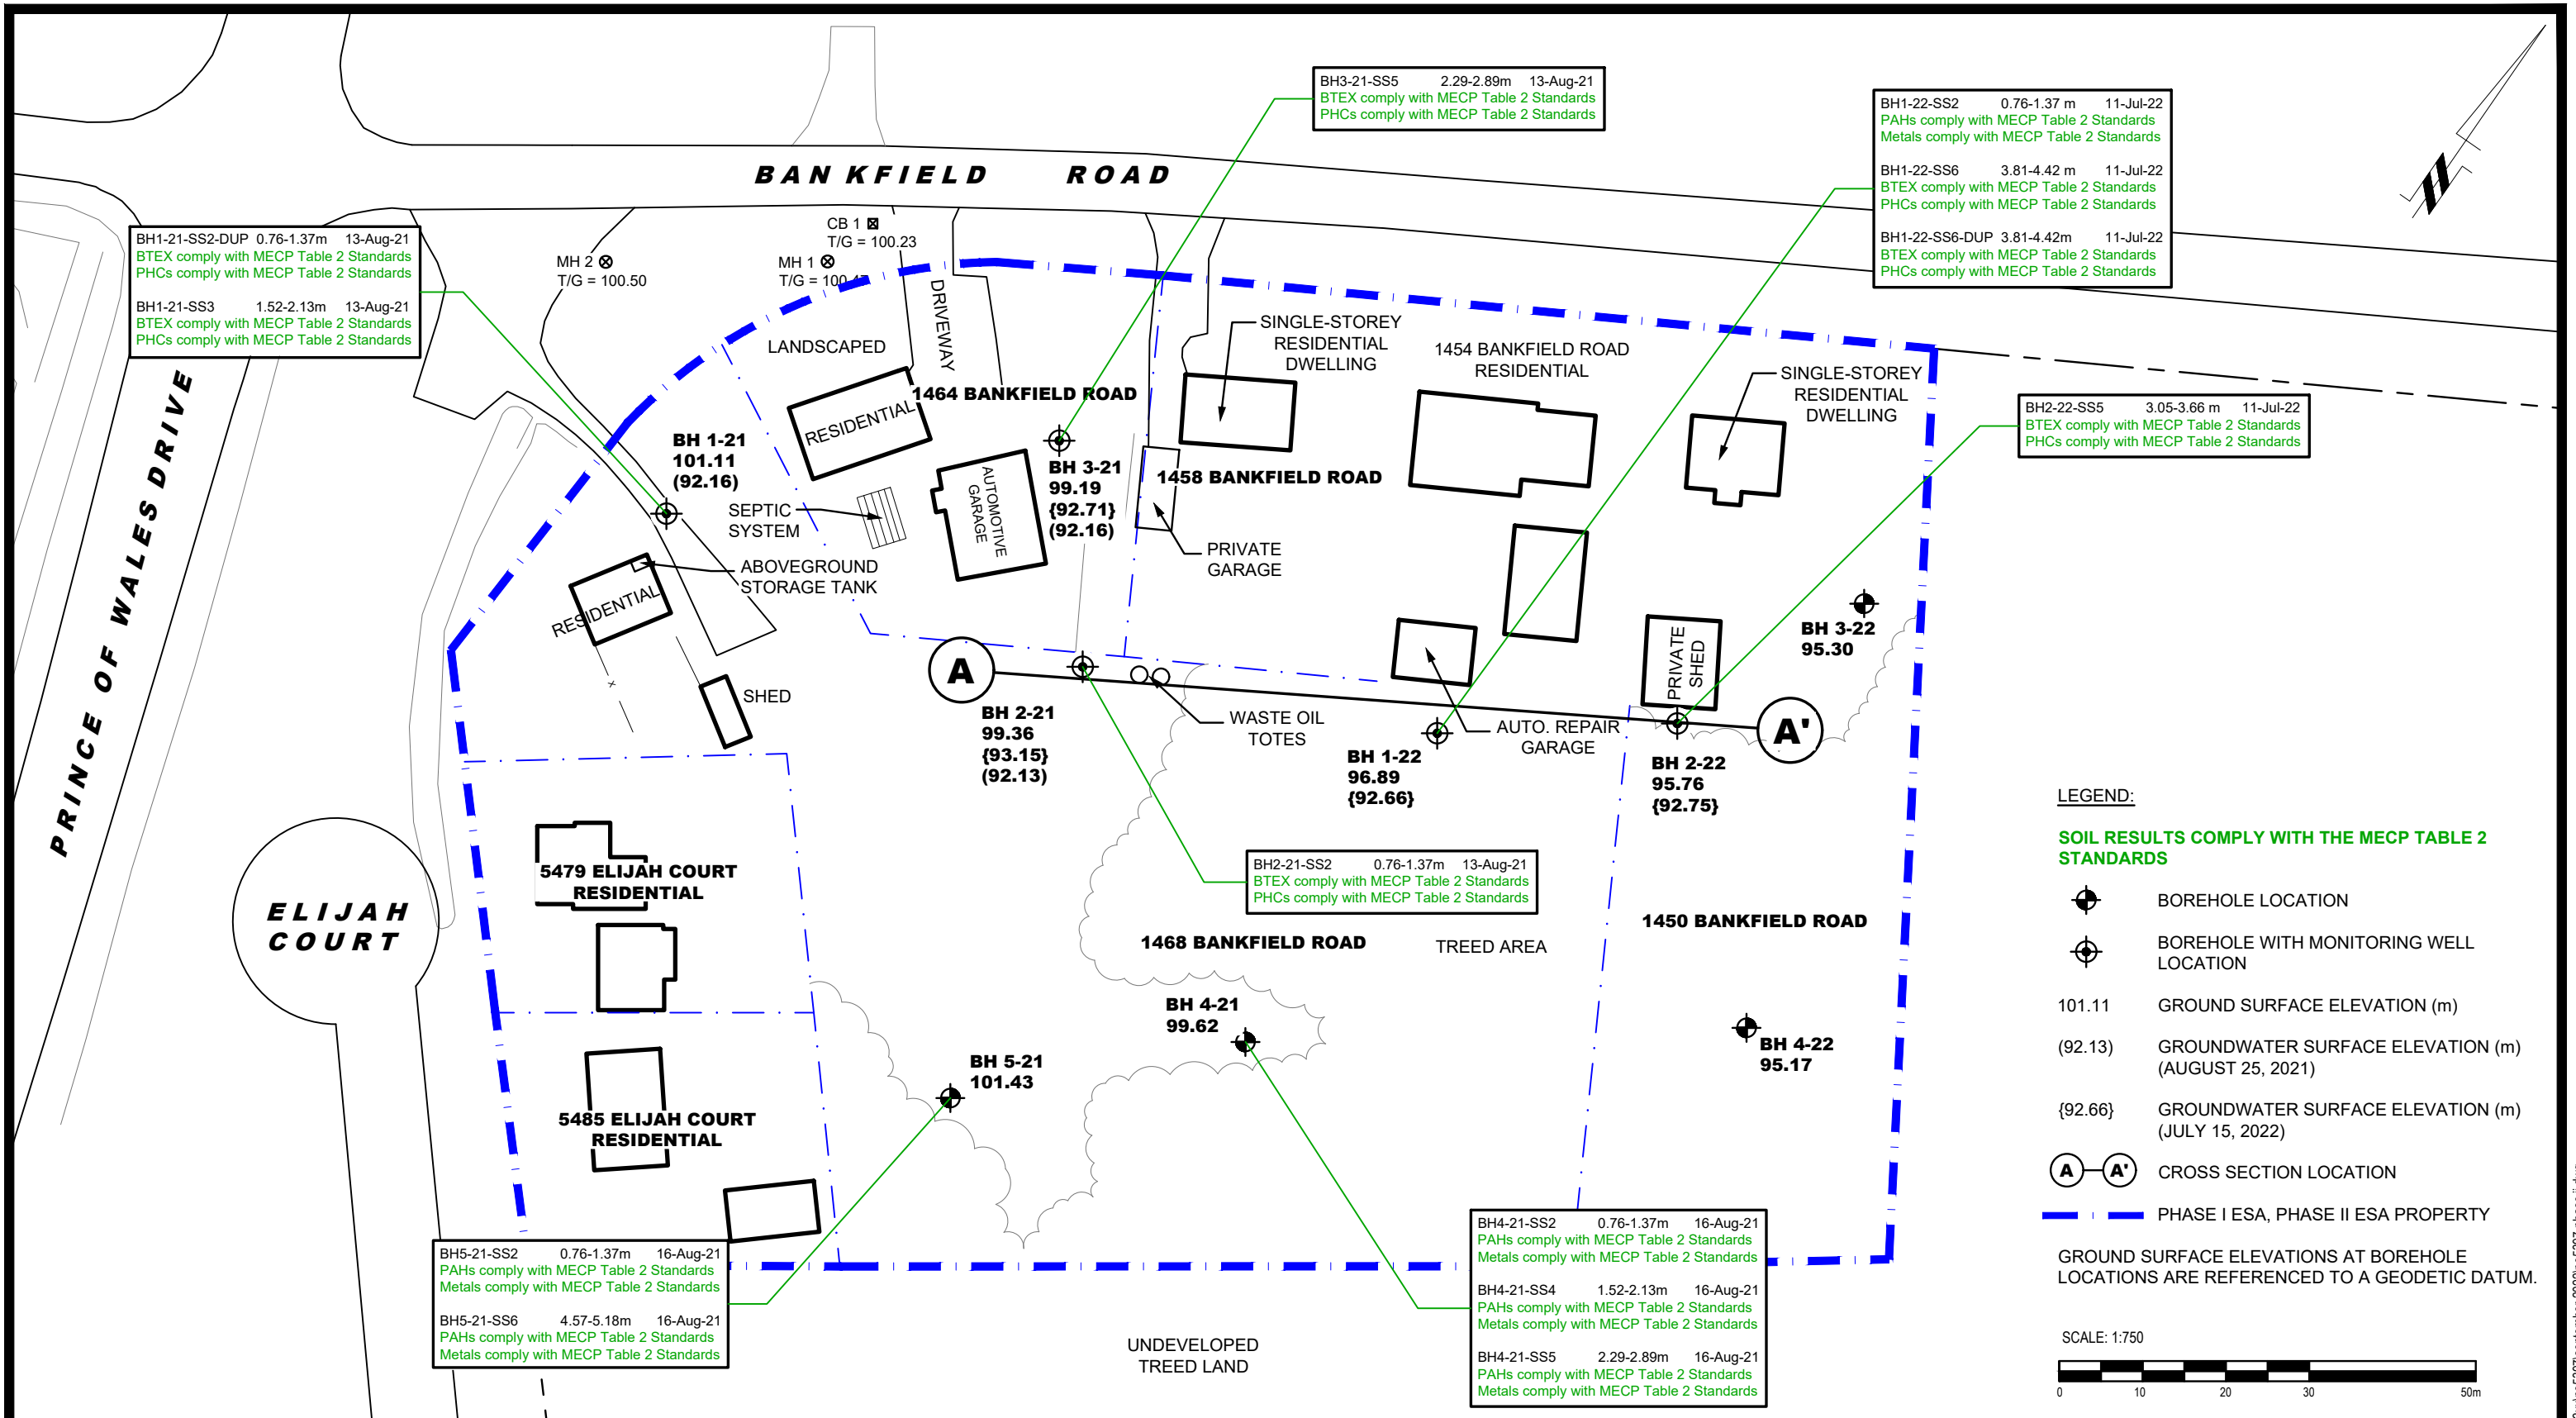 BANKFIELD ROAD
BH3-21-SS5 2.29-2.89m 13-Aug-21
BTEX comply with MECP Table 2 Standards
PHCs comply with MECP Table 2 Standards
BH1-22-SS2 0.76-1.37 m 11-Jul-22
PAHs comply with MECP Table 2 Standards
Metals comply with MECP Table 2 Standards
BH1-22-SS6 3.81-4.42 m 11-Jul-22
BTEX comply with MECP Table 2 Standards
PHCs comply with MECP Table 2 Standards
BH1-22-SS6-DUP 3.81-4.42m 11-Jul-22
BTEX comply with MECP Table 2 Standards
PHCs comply with MECP Table 2 Standards
BH1-21-SS2-DUP 0.76-1.37m 13-Aug-21
BTEX comply with MECP Table 2 Standards
PHCs comply with MECP Table 2 Standards
BH1-21-SS3 1.52-2.13m 13-Aug-21
BTEX comply with MECP Table 2 Standards
PHCs comply with MECP Table 2 Standards
CB 1
T/G = 100.23
MH 2
T/G = 100.50
MH 1
T/G = 100.47
DRIVEWAY
LANDSCAPED
SINGLE-STOREY
RESIDENTIAL
DWELLING
1454 BANKFIELD ROAD
RESIDENTIAL
SINGLE-STOREY
RESIDENTIAL
DWELLING
BH2-22-SS5 3.05-3.66 m 11-Jul-22
BTEX comply with MECP Table 2 Standards
PHCs comply with MECP Table 2 Standards
1464 BANKFIELD ROAD
RESIDENTIAL
BH 1-21
101.11
(92.16)
BH 3-21
99.19
{92.71}
(92.16)
1458 BANKFIELD ROAD
AUTOMOTIVE
GARAGE
SEPTIC
SYSTEM
PRIVATE
GARAGE
ABOVEGROUND
STORAGE TANK
RESIDENTIAL
PRINCE OF WALES DRIVE
x
SHED
A
BH 2-21
99.36
{93.15}
(92.13)
WASTE OIL
TOTES
BH 1-22
96.89
{92.66}
AUTO. REPAIR
GARAGE
PRIVATE
SHED
BH 2-22
95.76
{92.75}
A'
BH 3-22
95.30
BH2-21-SS2 0.76-1.37m 13-Aug-21
BTEX comply with MECP Table 2 Standards
PHCs comply with MECP Table 2 Standards
5479 ELIJAH COURT
RESIDENTIAL
ELIJAH
COURT
1468 BANKFIELD ROAD
TREED AREA
1450 BANKFIELD ROAD
BH 4-21
99.62
BH 5-21
101.43
BH 4-22
95.17
5485 ELIJAH COURT
RESIDENTIAL
BH5-21-SS2 0.76-1.37m 16-Aug-21
PAHs comply with MECP Table 2 Standards
Metals comply with MECP Table 2 Standards
BH5-21-SS6 4.57-5.18m 16-Aug-21
PAHs comply with MECP Table 2 Standards
Metals comply with MECP Table 2 Standards
UNDEVELOPED
TREED LAND
BH4-21-SS2 0.76-1.37m 16-Aug-21
PAHs comply with MECP Table 2 Standards
Metals comply with MECP Table 2 Standards
BH4-21-SS4 1.52-2.13m 16-Aug-21
PAHs comply with MECP Table 2 Standards
Metals comply with MECP Table 2 Standards
BH4-21-SS5 2.29-2.89m 16-Aug-21
PAHs comply with MECP Table 2 Standards
Metals comply with MECP Table 2 Standards
LEGEND:
SOIL RESULTS COMPLY WITH THE MECP TABLE 2
STANDARDS
BOREHOLE LOCATION
BOREHOLE WITH MONITORING WELL
LOCATION
101.11 GROUND SURFACE ELEVATION (m)
(92.13) GROUNDWATER SURFACE ELEVATION (m)
(AUGUST 25, 2021)
{92.66} GROUNDWATER SURFACE ELEVATION (m)
(JULY 15, 2022)
A A' CROSS SECTION LOCATION
PHASE I ESA, PHASE II ESA PROPERTY
GROUND SURFACE ELEVATIONS AT BOREHOLE
LOCATIONS ARE REFERENCED TO A GEODETIC DATUM.
SCALE: 1:750
0 10 20 30 50m